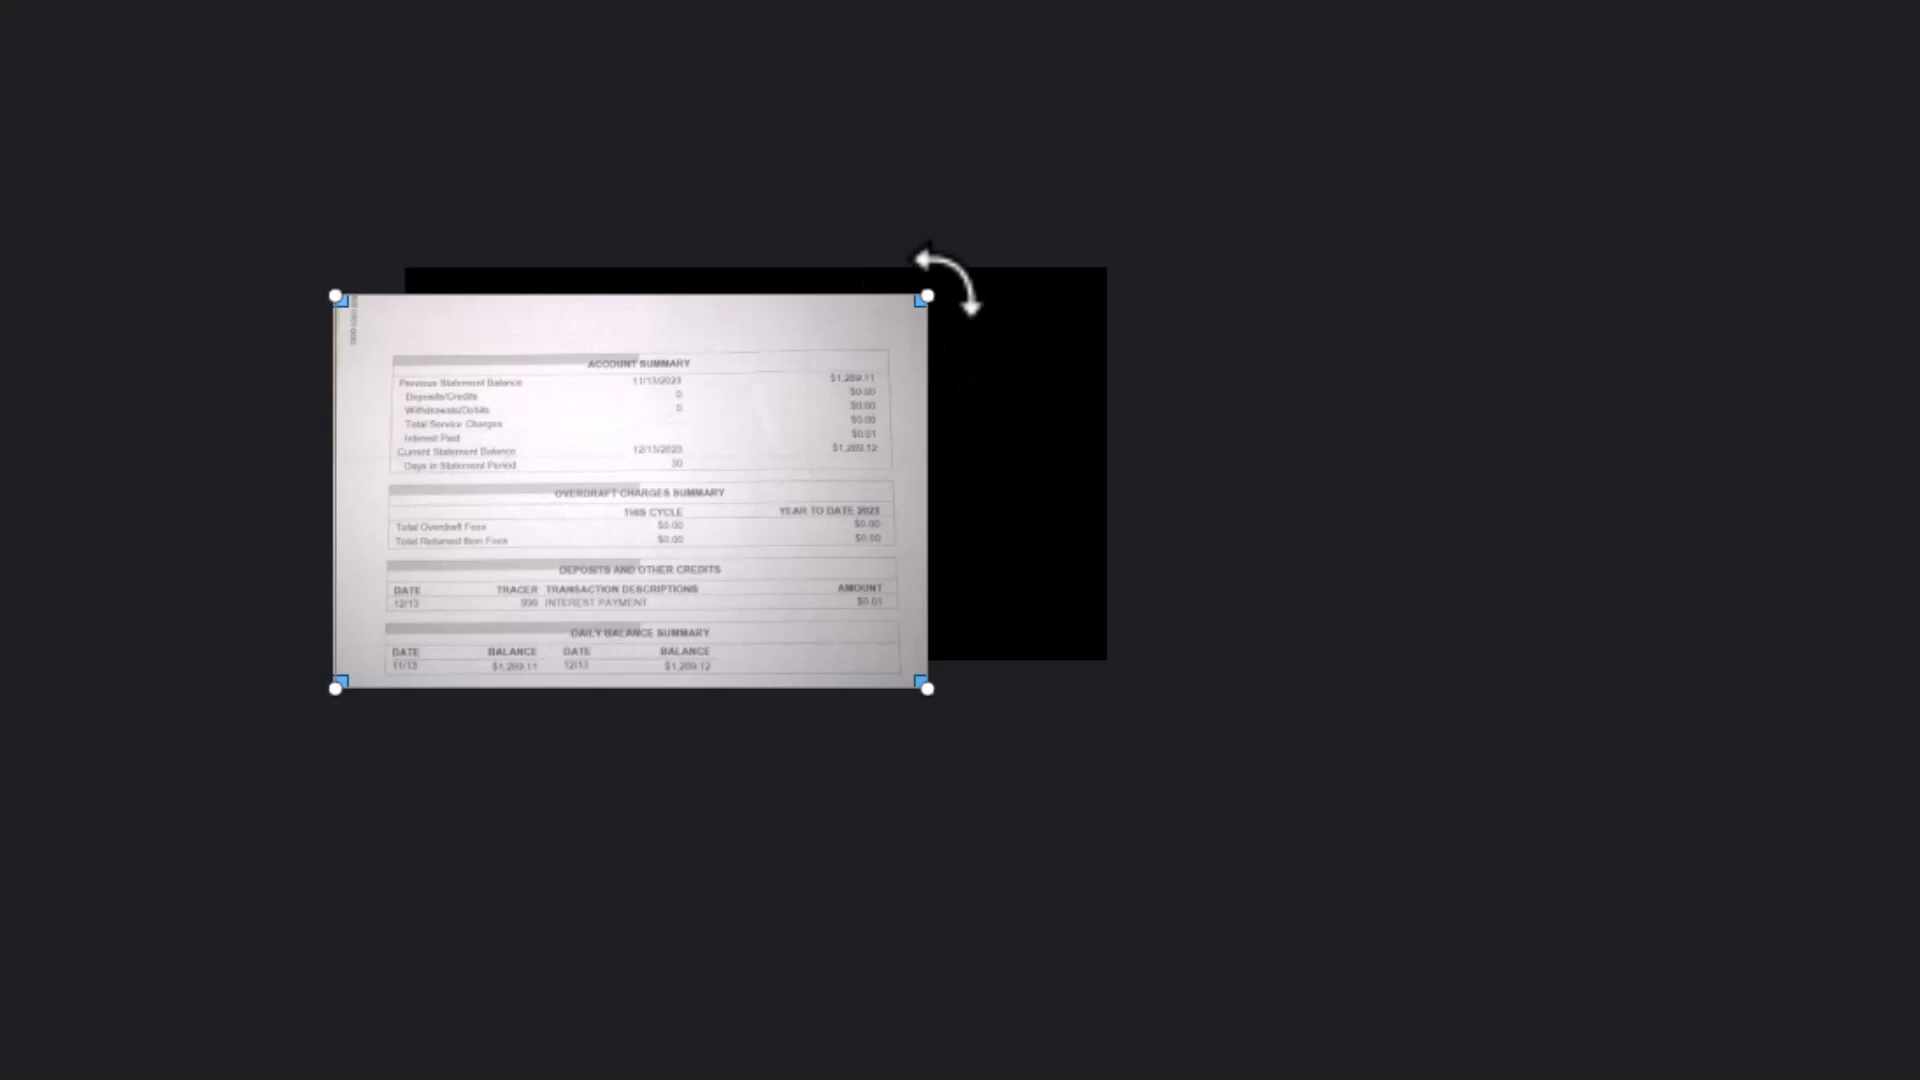 ACCOUNT SUMMARY
Previous Statement Balance 11/13/2023 $1,289.11
Deposits/Credits 0 $0.00
Withdrawals/Debits 0 $0.00
Total Service Charges $0.00
Interest Paid $0.01
Current Statement Balance 12/13/2023 $1,289.12
Days in Statement Period 30
OVERDRAFT CHARGES SUMMARY
THIS CYCLE YEAR TO DATE 2023
Total Overdraft Fees $0.00 $0.00
Total Returned Item Fees $0.00 $0.00
DEPOSITS AND OTHER CREDITS
DATE TRACER TRANSACTION DESCRIPTIONS AMOUNT
12/13 999 INTEREST PAYMENT $0.01
DAILY BALANCE SUMMARY
DATE BALANCE DATE BALANCE
11/13 $1,289.11 12/13 $1,289.12